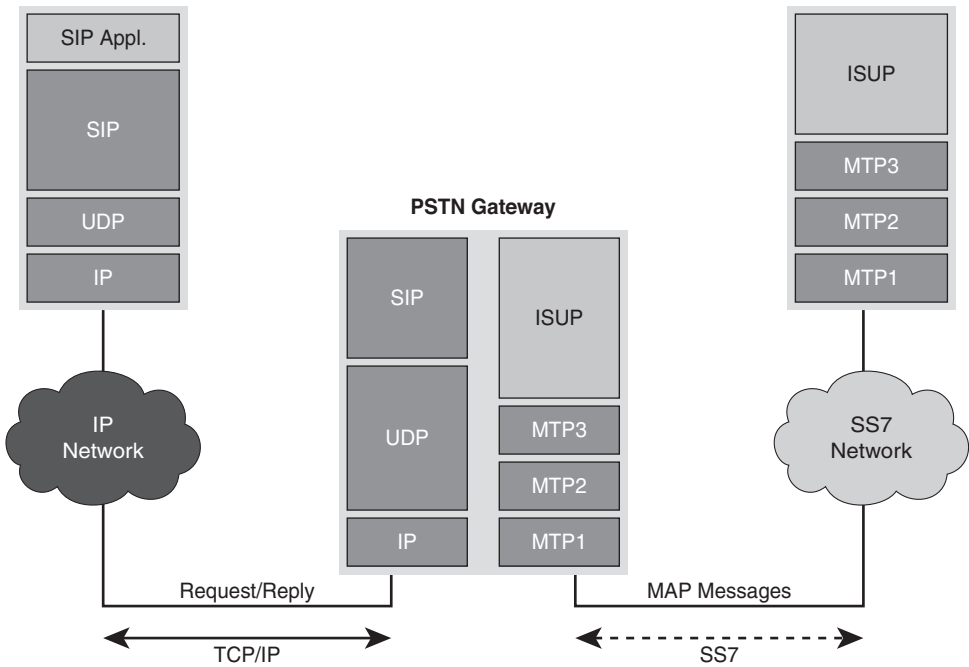 SIP Appl.
SIP
UDP
IP
IP
Network
PSTN Gateway
SIP
UDP
IP
ISUP
MTP3
MTP2
MTP1
ISUP
MTP3
MTP2
MTP1
SS7
Network
Request/Reply
TCP/IP
MAP Messages
SS7